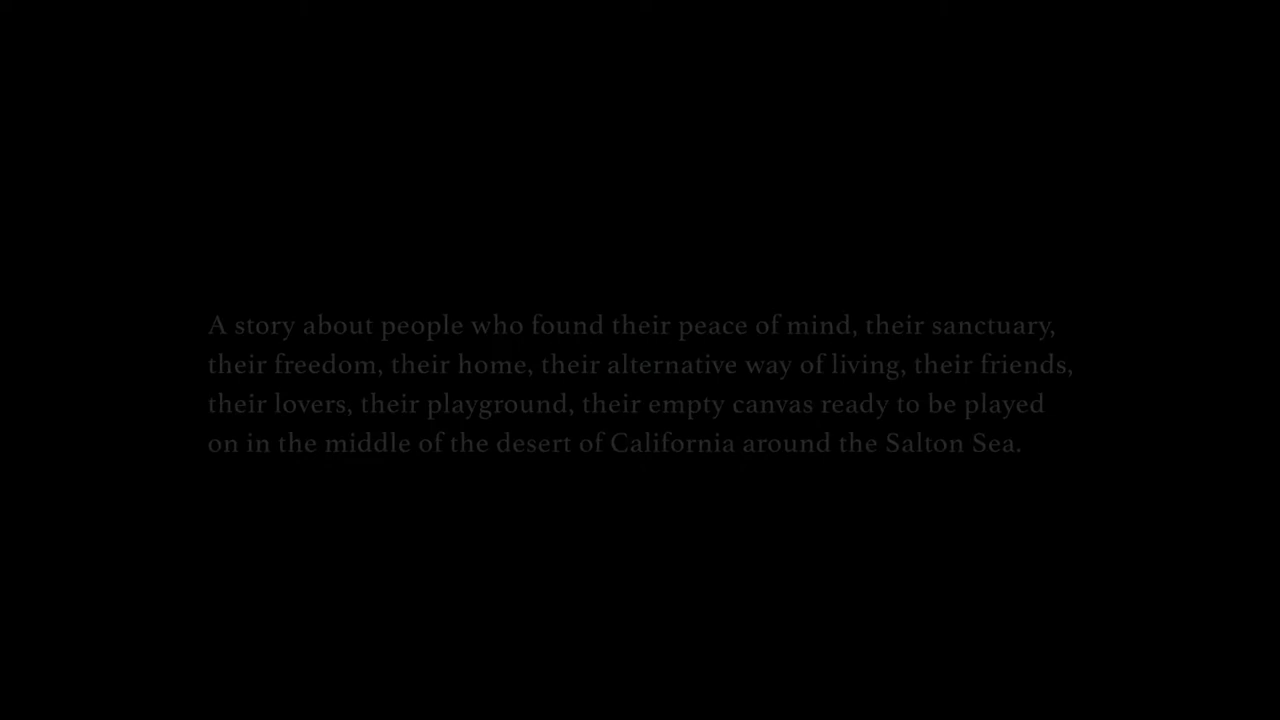 A story about people who found their peace of mind, their sanctuary,
their freedom, their home, their alternative way of living, their friends,
their lovers, their playground, their empty canvas ready to be played
on in the middle of the desert of California around the Salton Sea.